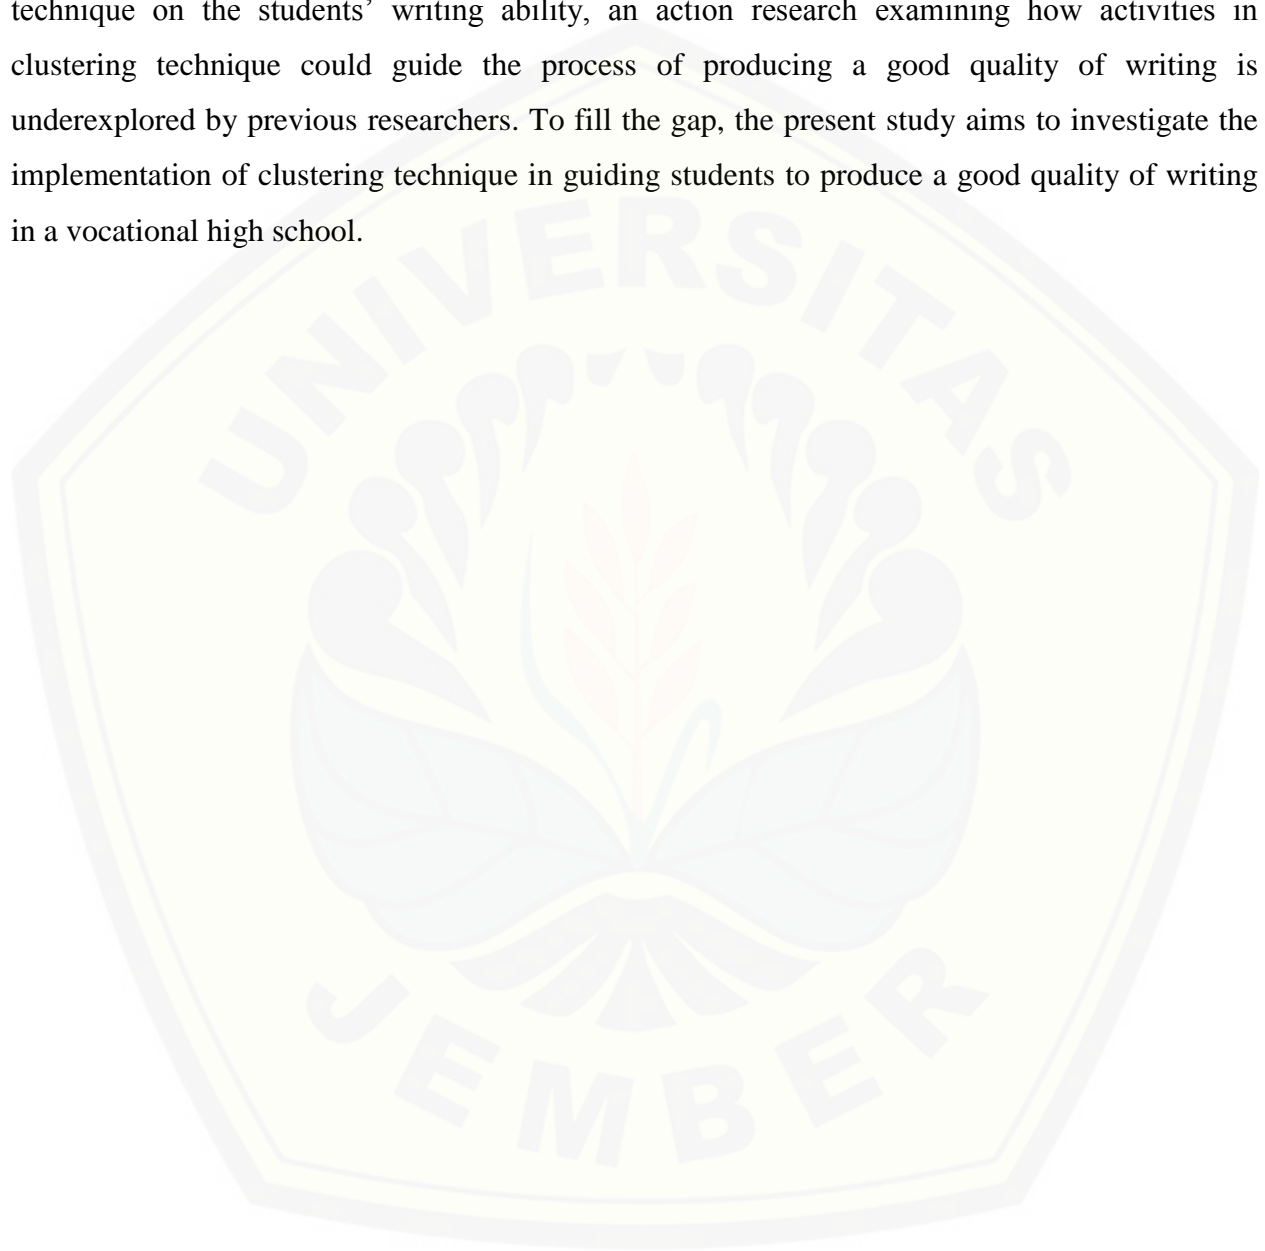 technique on the students’ writing ability, an action research examining how activities in
clustering technique could guide the process of producing a good quality of writing is
underexplored by previous researchers. To fill the gap, the present study aims to investigate the
implementation of clustering technique in guiding students to produce a good quality of writing
in a vocational high school.
UNIVERSITAS
JEMBER